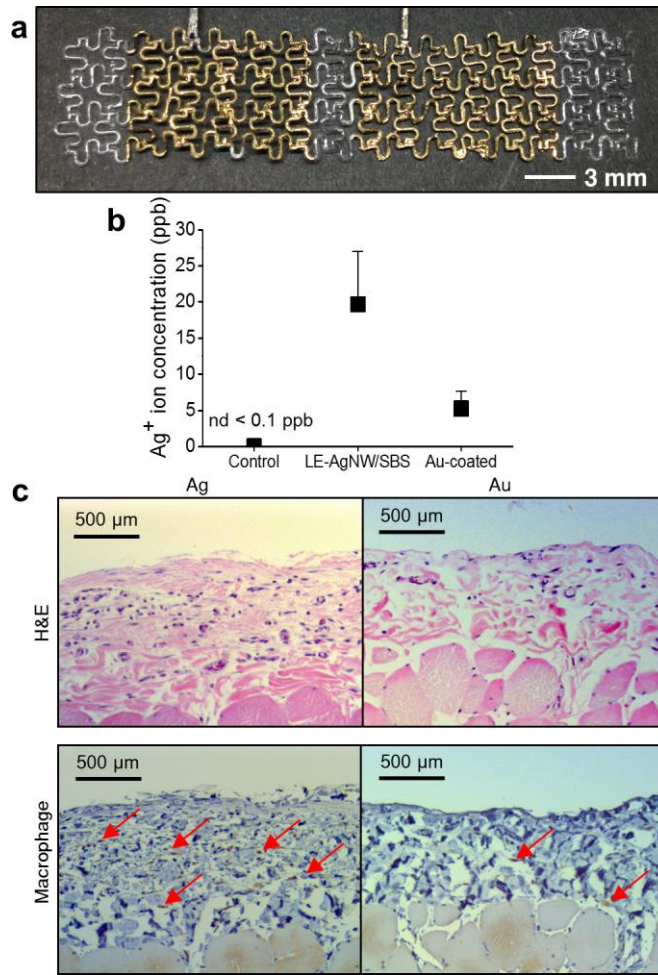 a
3 mm
b
Ag+ ion concentration (ppb)
30
25
20
15
10
5
0
nd < 0.1 ppb
Control
LE-AgNW/SBS
Au-coated
c
Ag
Au
500 µm
500 µm
H&E
500 µm
500 µm
Macrophage